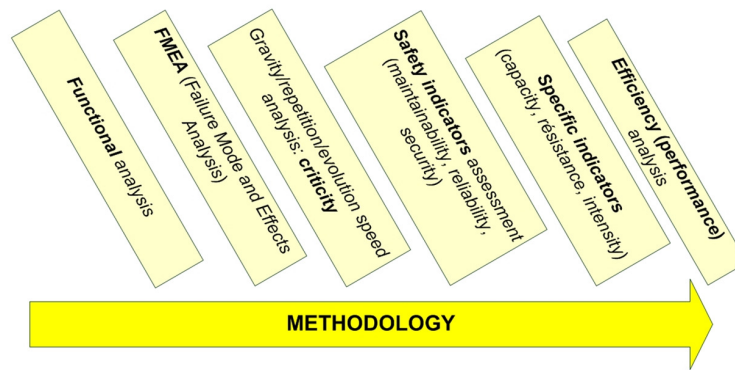 Functional analysis
FMEA (Failure Mode and Effects
Analysis)
Gravity/repetition/evolution speed
analysis: criticity
Safety indicators assessment
(maintainability, reliability,
security)
Specific indicators
(capacity, résistance, intensity)
Efficiency (performance)
analysis
METHODOLOGY